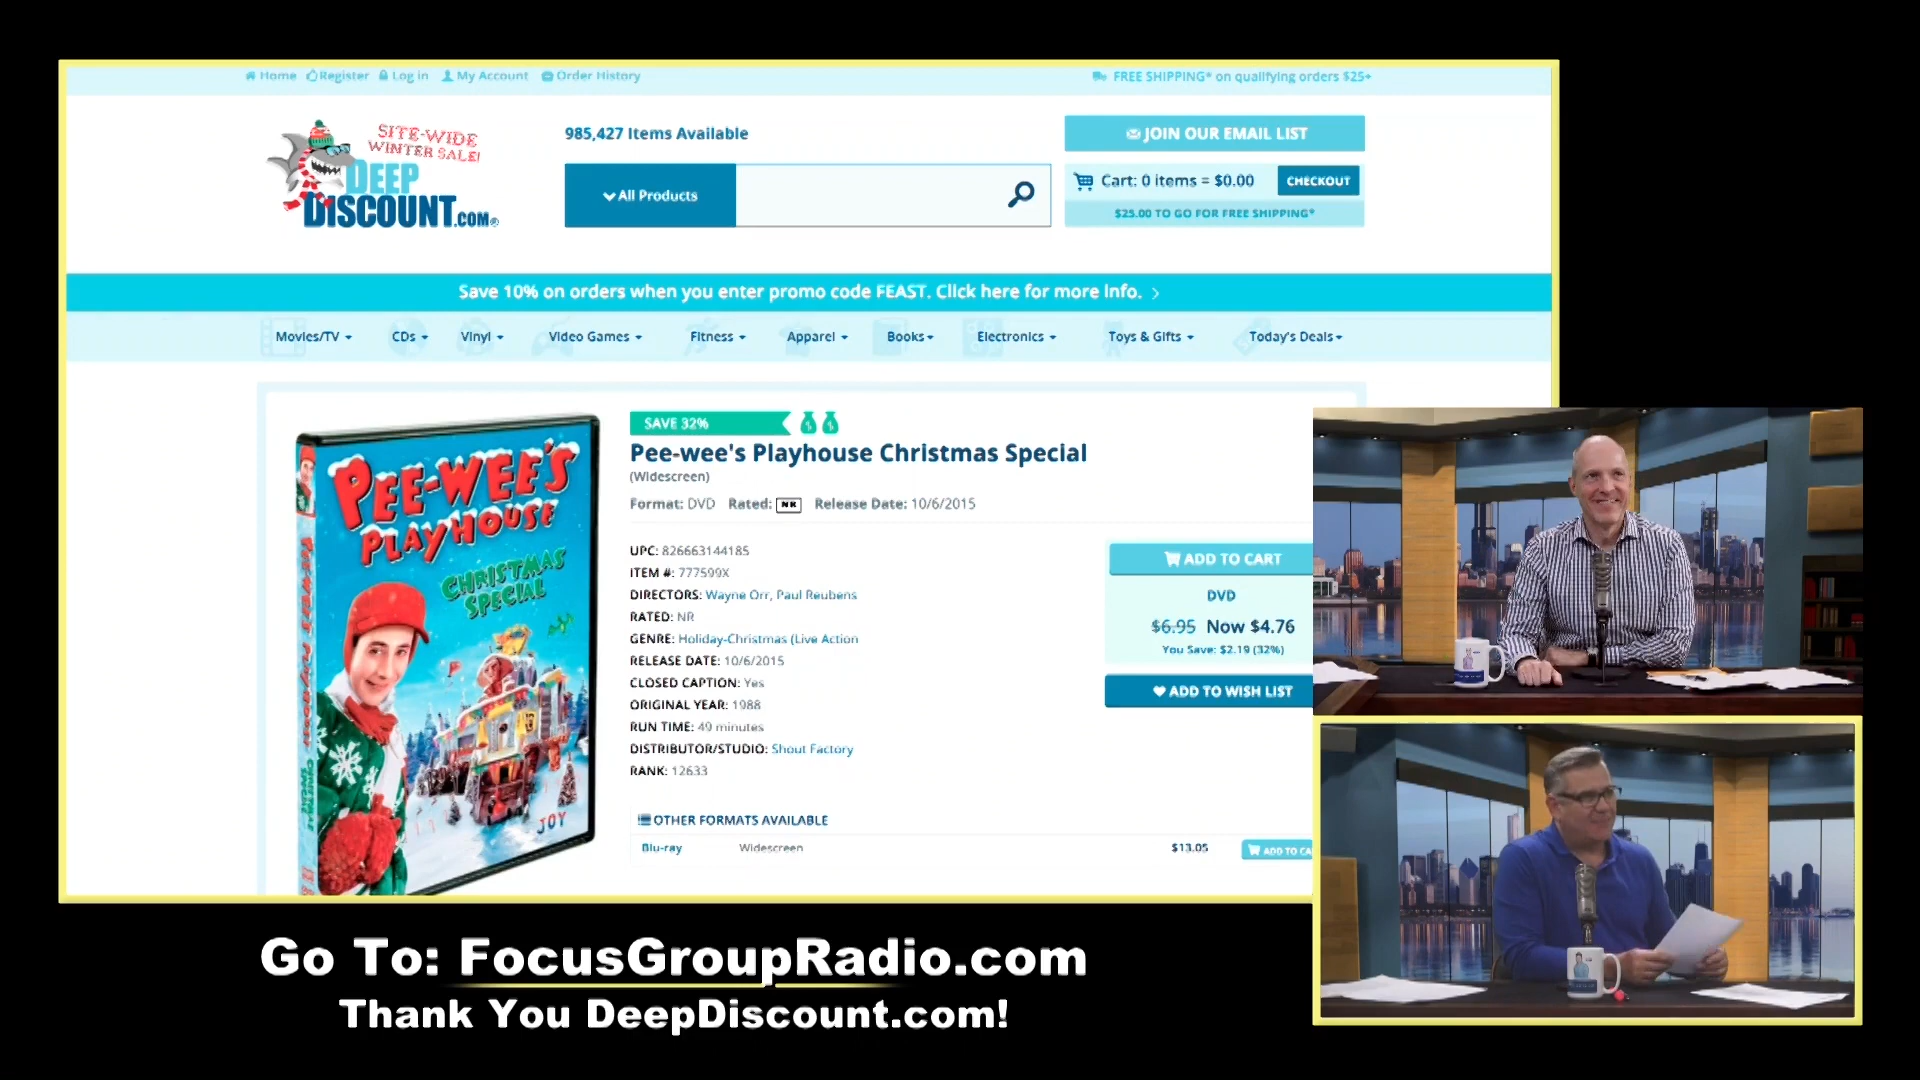 Home Register Log in My Account Order History
FREE SHIPPING* on qualifying orders $25+
SITE-WIDE
WINTER SALE!
DEEP
DISCOUNT.COM®
985,427 Items Available
All Products
JOIN OUR EMAIL LIST
Cart: 0 items = $0.00 CHECKOUT
$25.00 TO GO FOR FREE SHIPPING*
Save 10% on orders when you enter promo code FEAST. Click here for more info. >
Movies/TV CDs Vinyl Video Games Fitness Apparel Books Electronics Toys & Gifts Today's Deals
PEE-WEE'S
PLAYHOUSE
CHRISTMAS
SPECIAL
JOY
SAVE 32%
Pee-wee's Playhouse Christmas Special
(Widescreen)
Format: DVD Rated: NR Release Date: 10/6/2015
UPC: 826663144185
ITEM #: 777599X
DIRECTORS: Wayne Orr, Paul Reubens
RATED: NR
GENRE: Holiday-Christmas (Live Action
RELEASE DATE: 10/6/2015
CLOSED CAPTION: Yes
ORIGINAL YEAR: 1988
RUN TIME: 49 minutes
DISTRIBUTOR/STUDIO: Shout Factory
RANK: 12633
ADD TO CART
DVD
$6.95 Now $4.76
You Save: $2.19 (32%)
ADD TO WISH LIST
OTHER FORMATS AVAILABLE
Blu-ray Widescreen $13.05 ADD TO CA
Go To: FocusGroupRadio.com
Thank You DeepDiscount.com!